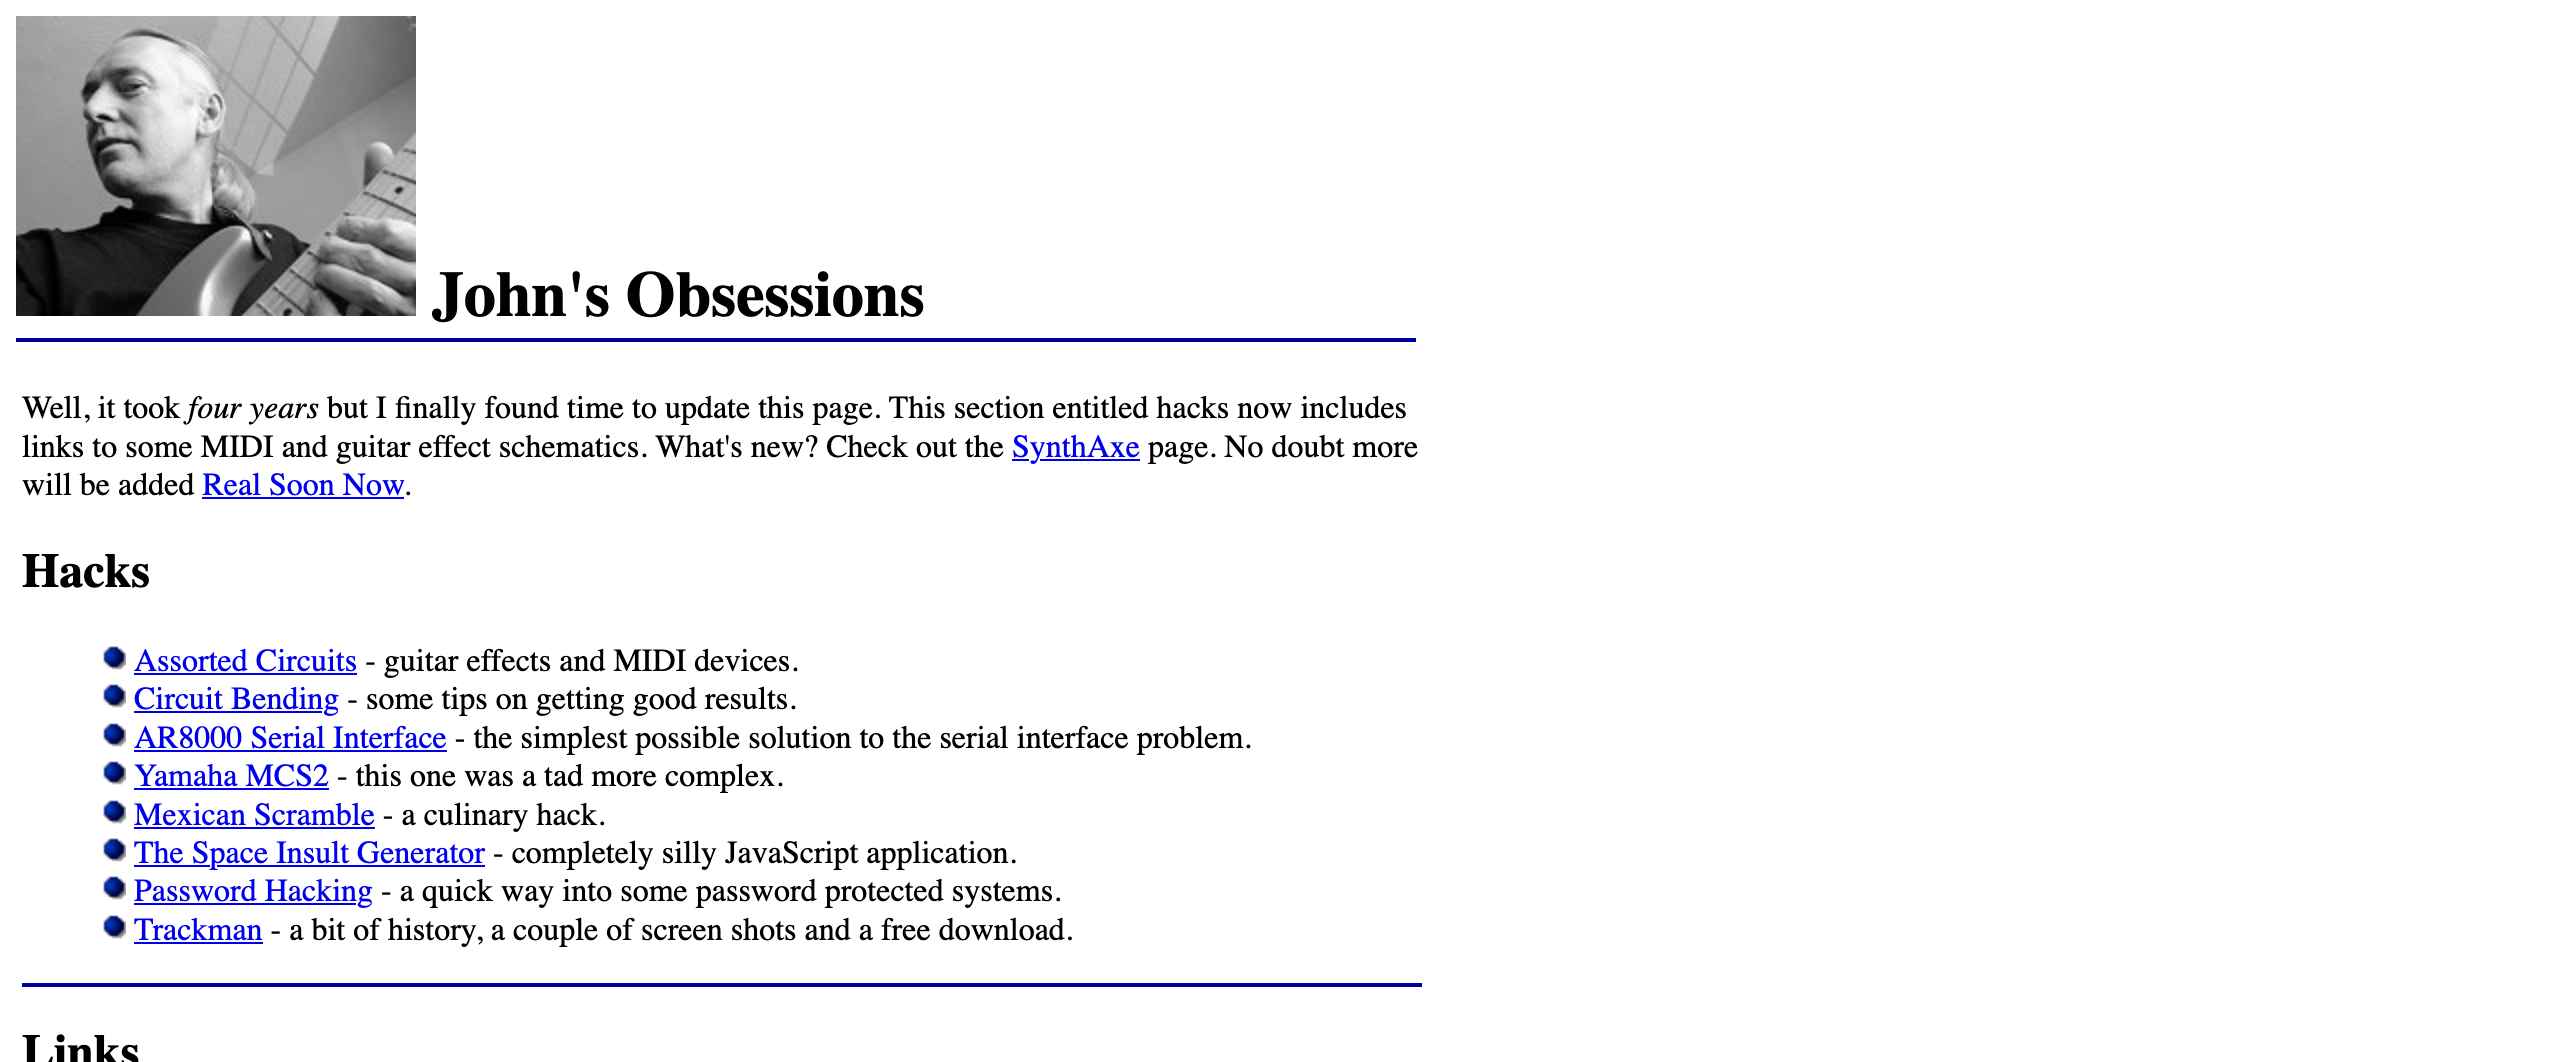 John's Obsessions
Well, it took four years but I finally found time to update this page. This section entitled hacks now includes
links to some MIDI and guitar effect schematics. What's new? Check out the SynthAxe page. No doubt more
will be added Real Soon Now.
Hacks
Assorted Circuits - guitar effects and MIDI devices.
Circuit Bending - some tips on getting good results.
AR8000 Serial Interface - the simplest possible solution to the serial interface problem.
Yamaha MCS2 - this one was a tad more complex.
Mexican Scramble - a culinary hack.
The Space Insult Generator - completely silly JavaScript application.
Password Hacking - a quick way into some password protected systems.
Trackman - a bit of history, a couple of screen shots and a free download.
Links